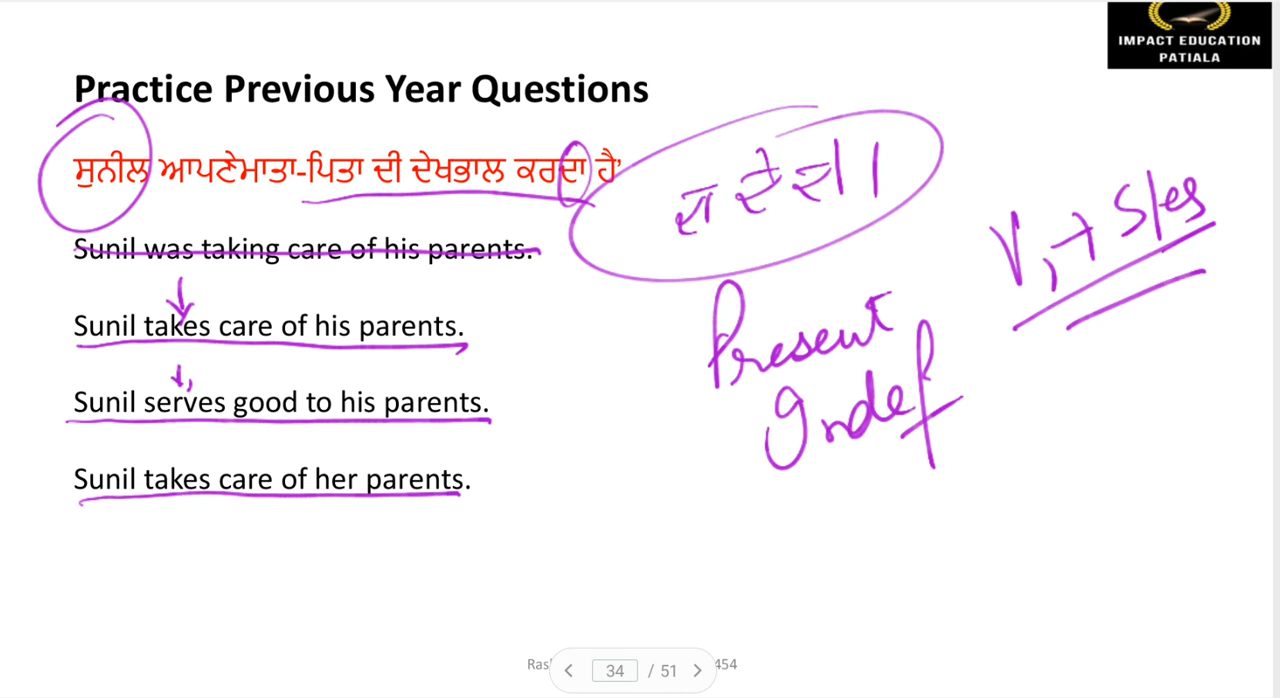 IMPACT EDUCATION
PATIALA
Practice Previous Year Questions
ਸੁਨੀਲ ਆਪਣੇਮਾਤਾ-ਪਿਤਾ ਦੀ ਦੇਖਭਾਲ ਕਰਦਾ ਹੈ'
ਦਾ ਦੇ ਦੀ।
V1 + s/es
Sunil was taking care of his parents.
Sunil takes care of his parents.
Present
Indef
Sunil serves good to his parents.
Sunil takes care of her parents.
34 / 51
454